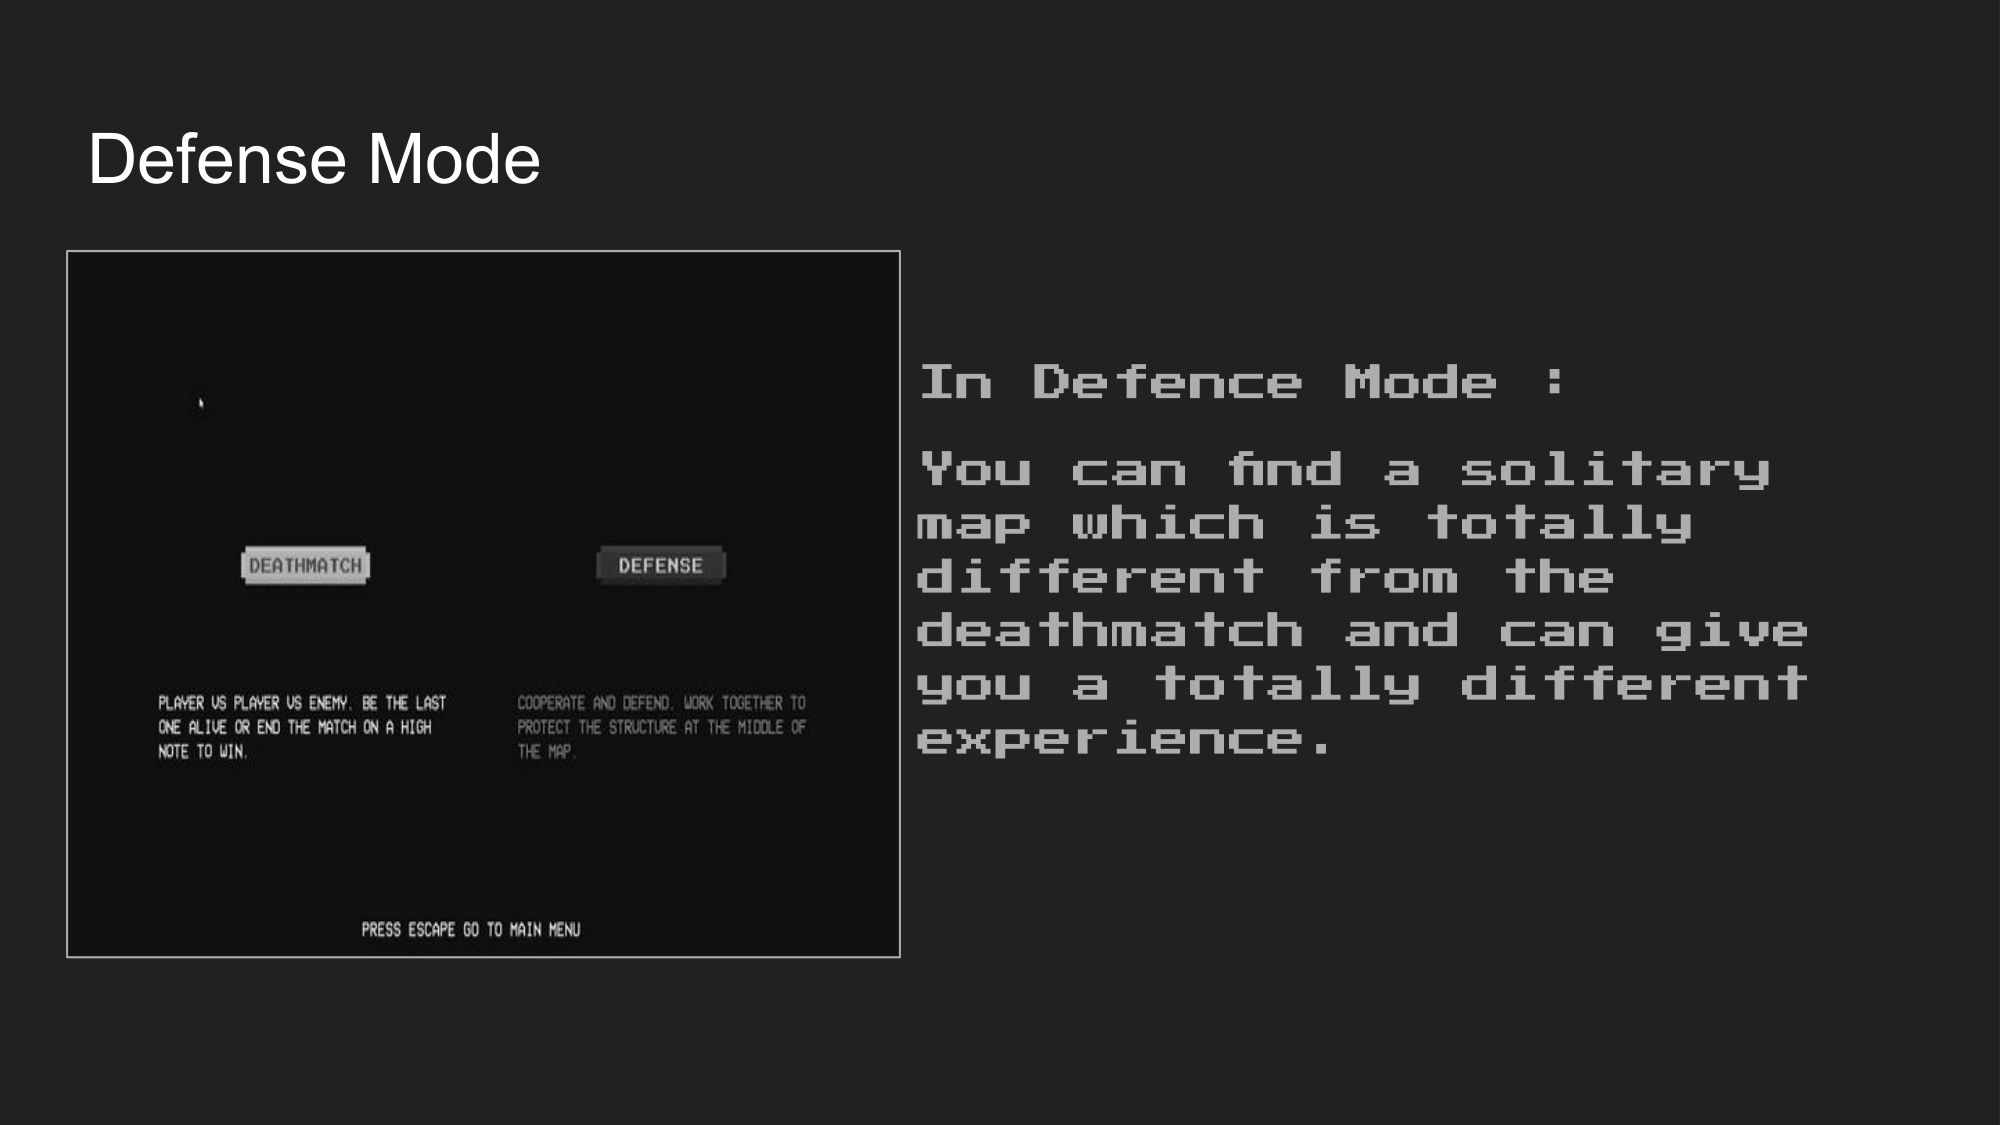 Defense Mode
DEATHMATCH
DEFENSE
PLAYER VS PLAYER VS ENEMY. BE THE LAST
ONE ALIVE OR END THE MATCH ON A HIGH
NOTE TO WIN.
COOPERATE AND DEFEND. WORK TOGETHER TO
PROTECT THE STRUCTURE AT THE MIDDLE OF
THE MAP.
PRESS ESCAPE GO TO MAIN MENU
In Defence Mode :
You can find a solitary
map which is totally
different from the
deathmatch and can give
you a totally different
experience.